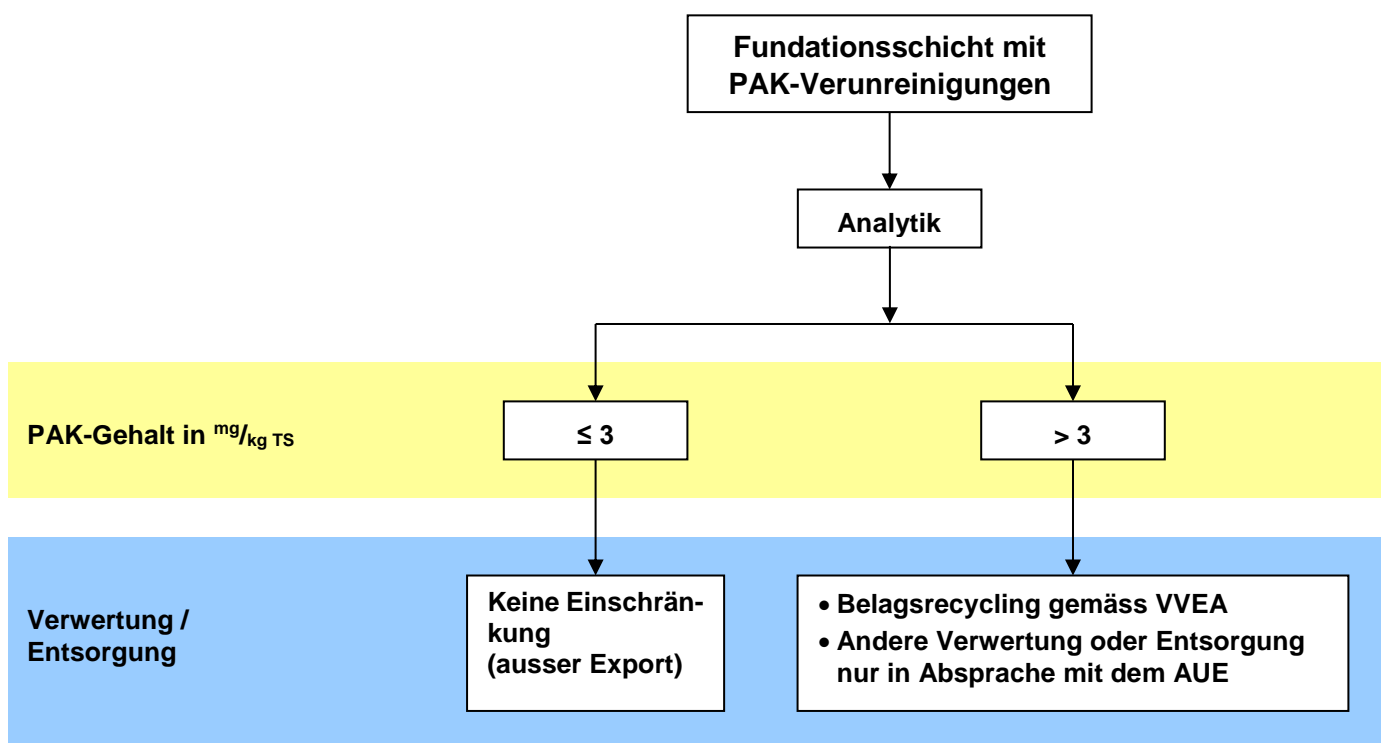 Fundationsschicht mit
PAK-Verunreinigungen
Analytik
PAK-Gehalt in mg/kg TS
≤ 3
> 3
Verwertung /
Entsorgung
Keine Einschrän-
kung
(ausser Export)
• Belagsrecycling gemäss VVEA
• Andere Verwertung oder Entsorgung
nur in Absprache mit dem AUE